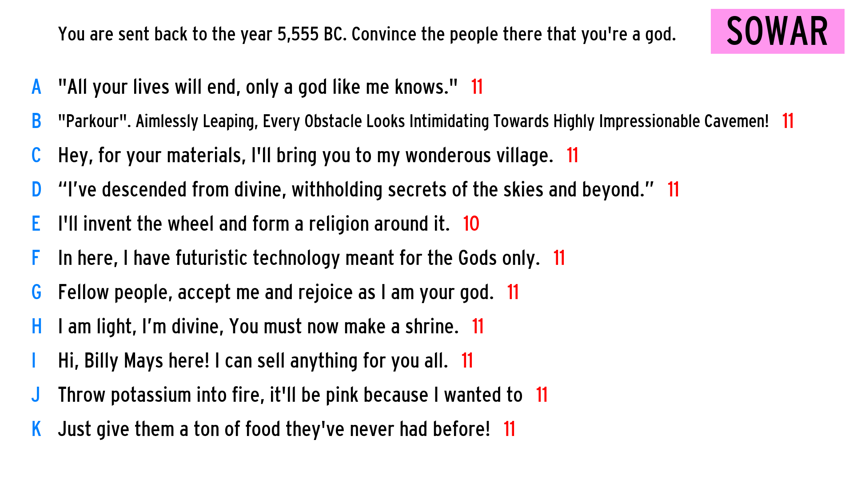 You are sent back to the year 5,555 BC. Convince the people there that you're a god.
SOWAR
A "All your lives will end, only a god like me knows." 11
B "Parkour". Aimlessly Leaping, Every Obstacle Looks Intimidating Towards Highly Impressionable Cavemen! 11
C Hey, for your materials, I'll bring you to my wonderous village. 11
D “I’ve descended from divine, withholding secrets of the skies and beyond.” 11
E I'll invent the wheel and form a religion around it. 10
F In here, I have futuristic technology meant for the Gods only. 11
G Fellow people, accept me and rejoice as I am your god. 11
H I am light, I’m divine, You must now make a shrine. 11
I Hi, Billy Mays here! I can sell anything for you all. 11
J Throw potassium into fire, it'll be pink because I wanted to 11
K Just give them a ton of food they've never had before! 11